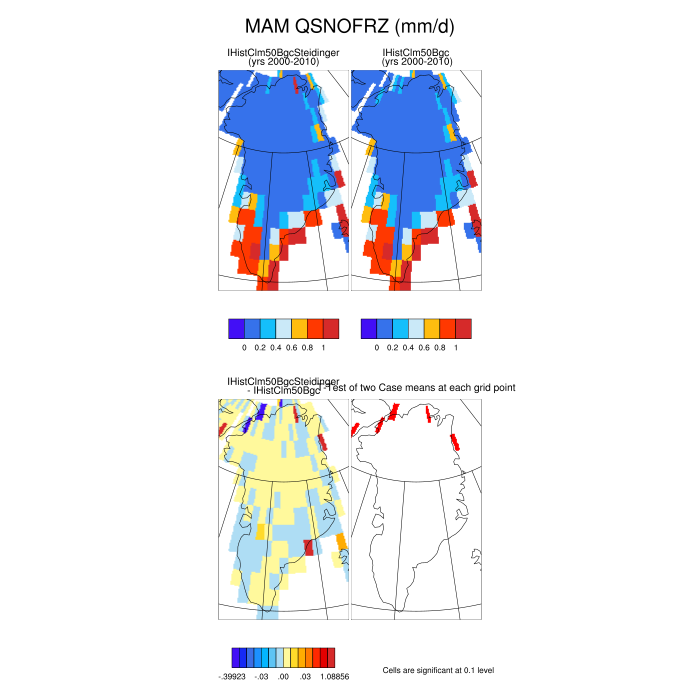 MAM QSNOFRZ (mm/d)
IHistClm50BgcSteidinger
(yrs 2000-2010)
IHistClm50Bgc
(yrs 2000-2010)
0 0.2 0.4 0.6 0.8 1
0 0.2 0.4 0.6 0.8 1
IHistClm50BgcSteidinger
- IHistClm50Bgc
T-Test of two Case means at each grid point
-.39923 -.03 .00 .03 1.08856
Cells are significant at 0.1 level